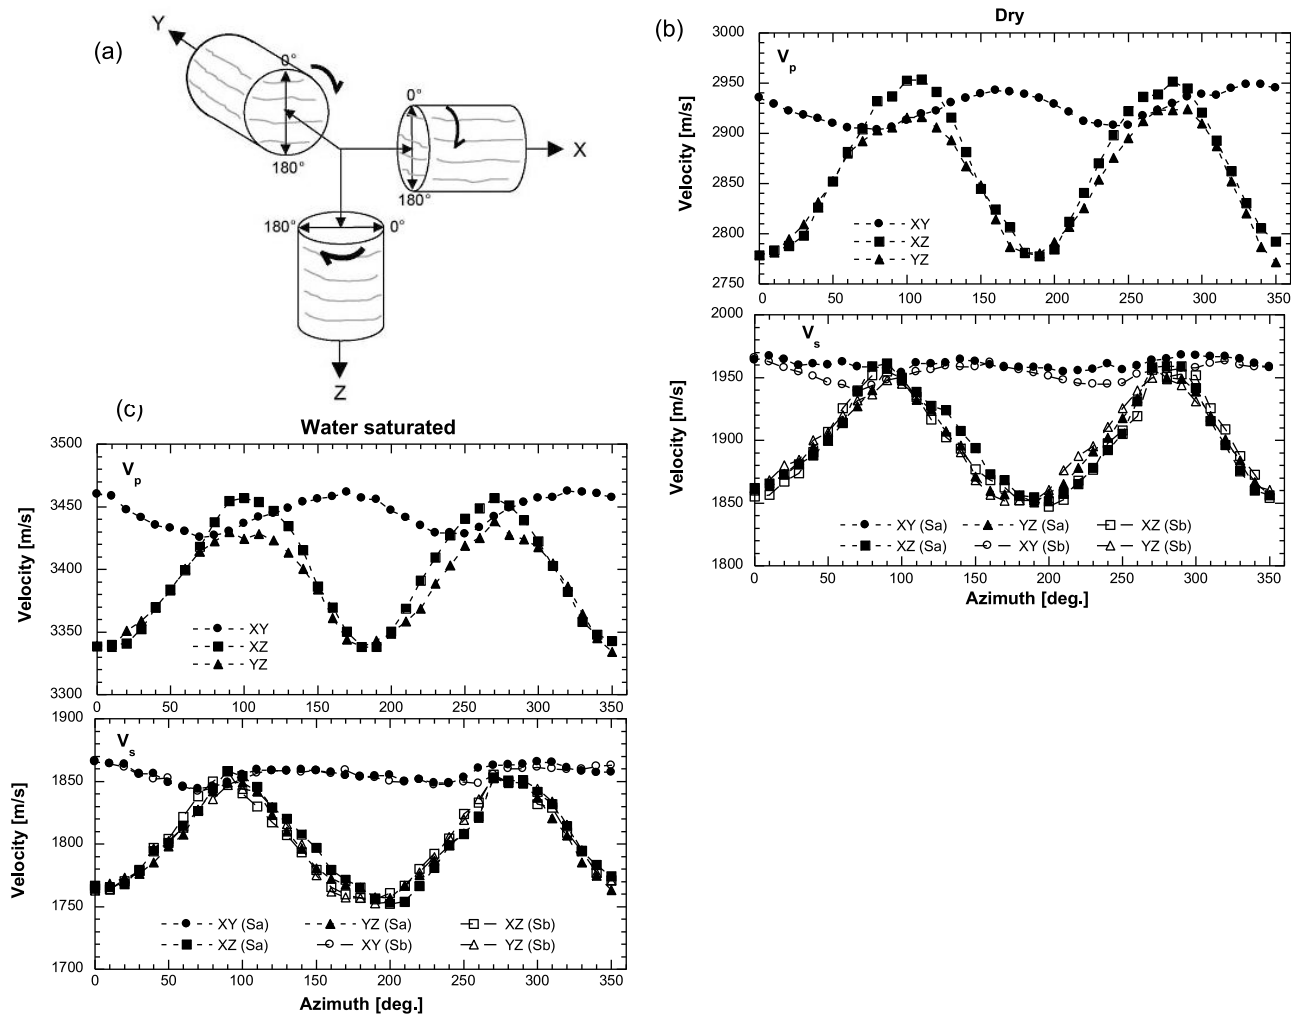 (a)
Y
0°
180°
0°
180°
X
180°
0°
Z
(b)
Dry
V_p
Velocity [m/s]
3000
2950
2900
2850
2800
2750
XY
XZ
YZ
0 50 100 150 200 250 300 350
V_s
Velocity [m/s]
2000
1950
1900
1850
1800
XY (Sa) YZ (Sa) XZ (Sb)
XZ (Sa) XY (Sb) YZ (Sb)
0 50 100 150 200 250 300 350
Azimuth [deg.]
(c)
Water saturated
V_p
Velocity [m/s]
3500
3450
3400
3350
3300
XY
XZ
YZ
0 50 100 150 200 250 300 350
V_s
Velocity [m/s]
1900
1850
1800
1750
1700
XY (Sa) YZ (Sa) XZ (Sb)
XZ (Sa) XY (Sb) YZ (Sb)
0 50 100 150 200 250 300 350
Azimuth [deg.]